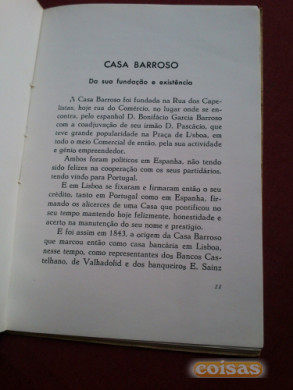 CASA BARROSO
Da sua fundação e existência
A Casa Barroso foi fundada na Rua dos Cape-
listas, hoje rua do Comércio, no lugar onde se en-
contra, pelo espanhol D. Bonifácio Garcia Barroso
com a coadjuvação de seu irmão D. Pancácio, que
teve grande popularidade na Praça de Lisboa, em
todo o meio Comercial de então, pela sua actividade
e génio empreendedor.
Ambos foram políticos em Espanha, não tendo
sido felizes na cooperação com os seus partidários,
tendo vindo para Portugal.
E em Lisboa se fixaram e firmaram então o seu
crédito, tanto em Portugal como em Espanha, fir-
mando os alicerces de uma Casa que pontificou no
seu tempo mantendo hoje felizmente, honestidade e
acerto na manutenção do seu nome e prestígio.
E foi assim em 1843, a origem da Casa Barroso
que marcou então como casa bancária em Lisboa,
nesse tempo, como representantes dos Bancos Cas-
telhano, de Valhadolid e dos banqueiros E. Sainz
11
coisas